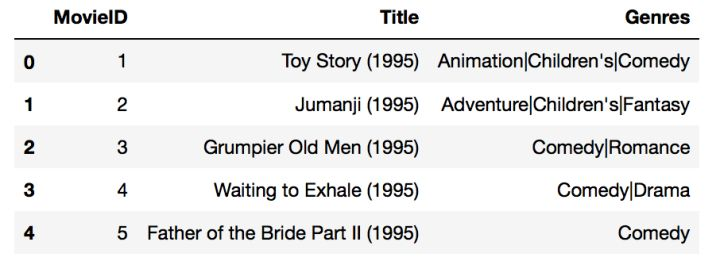 MovieID Title Genres
0 1 Toy Story (1995) Animation|Children's|Comedy
1 2 Jumanji (1995) Adventure|Children's|Fantasy
2 3 Grumpier Old Men (1995) Comedy|Romance
3 4 Waiting to Exhale (1995) Comedy|Drama
4 5 Father of the Bride Part II (1995) Comedy